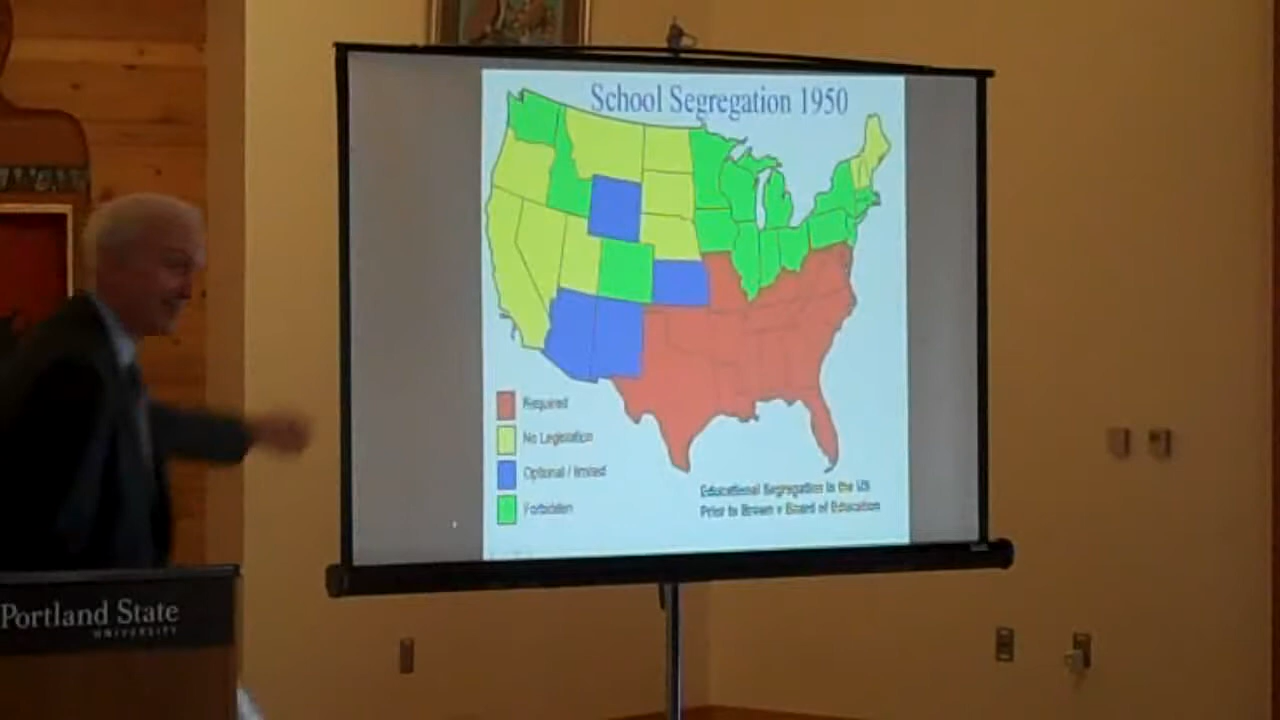 School Segregation 1950
Required
No Legislation
Optional / limited
Forbidden
Educational Segregation in the US
Prior to Brown v Board of Education
Portland State
UNIVERSITY